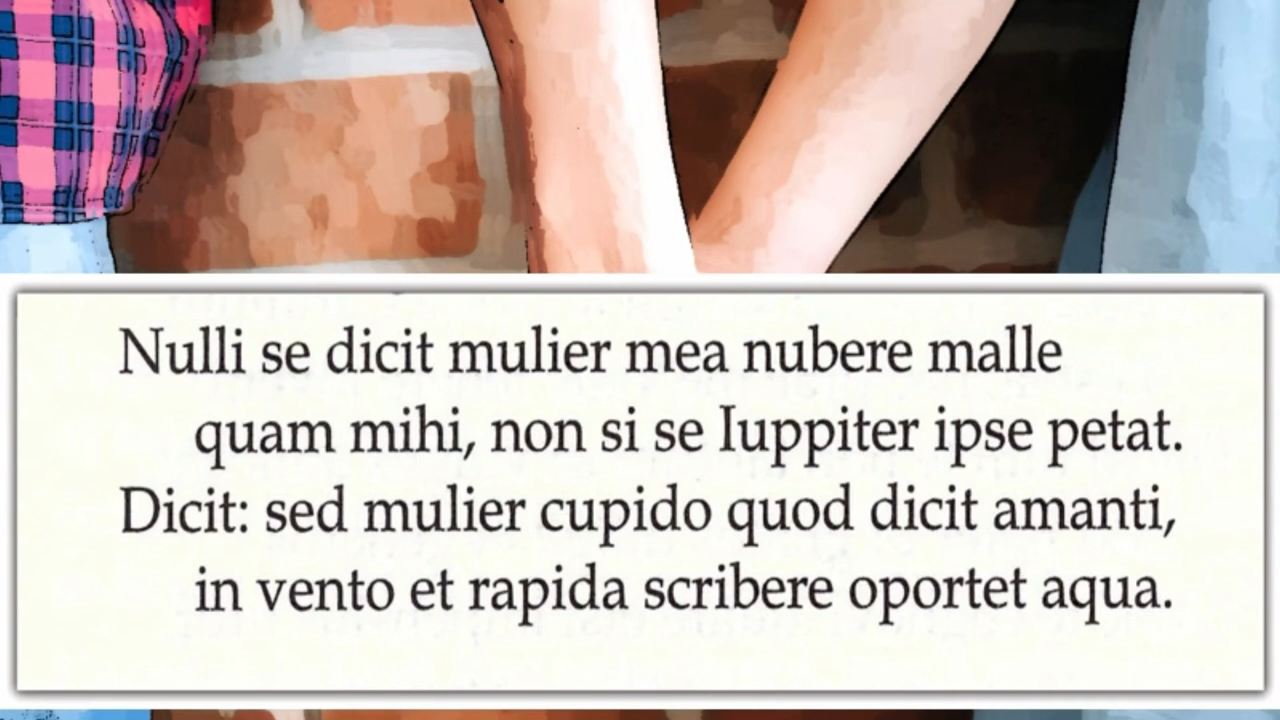 Nulli se dicit mulier mea nubere malle
quam mihi, non si se Iuppiter ipse petat.
Dicit: sed mulier cupido quod dicit amanti,
in vento et rapida scribere oportet aqua.